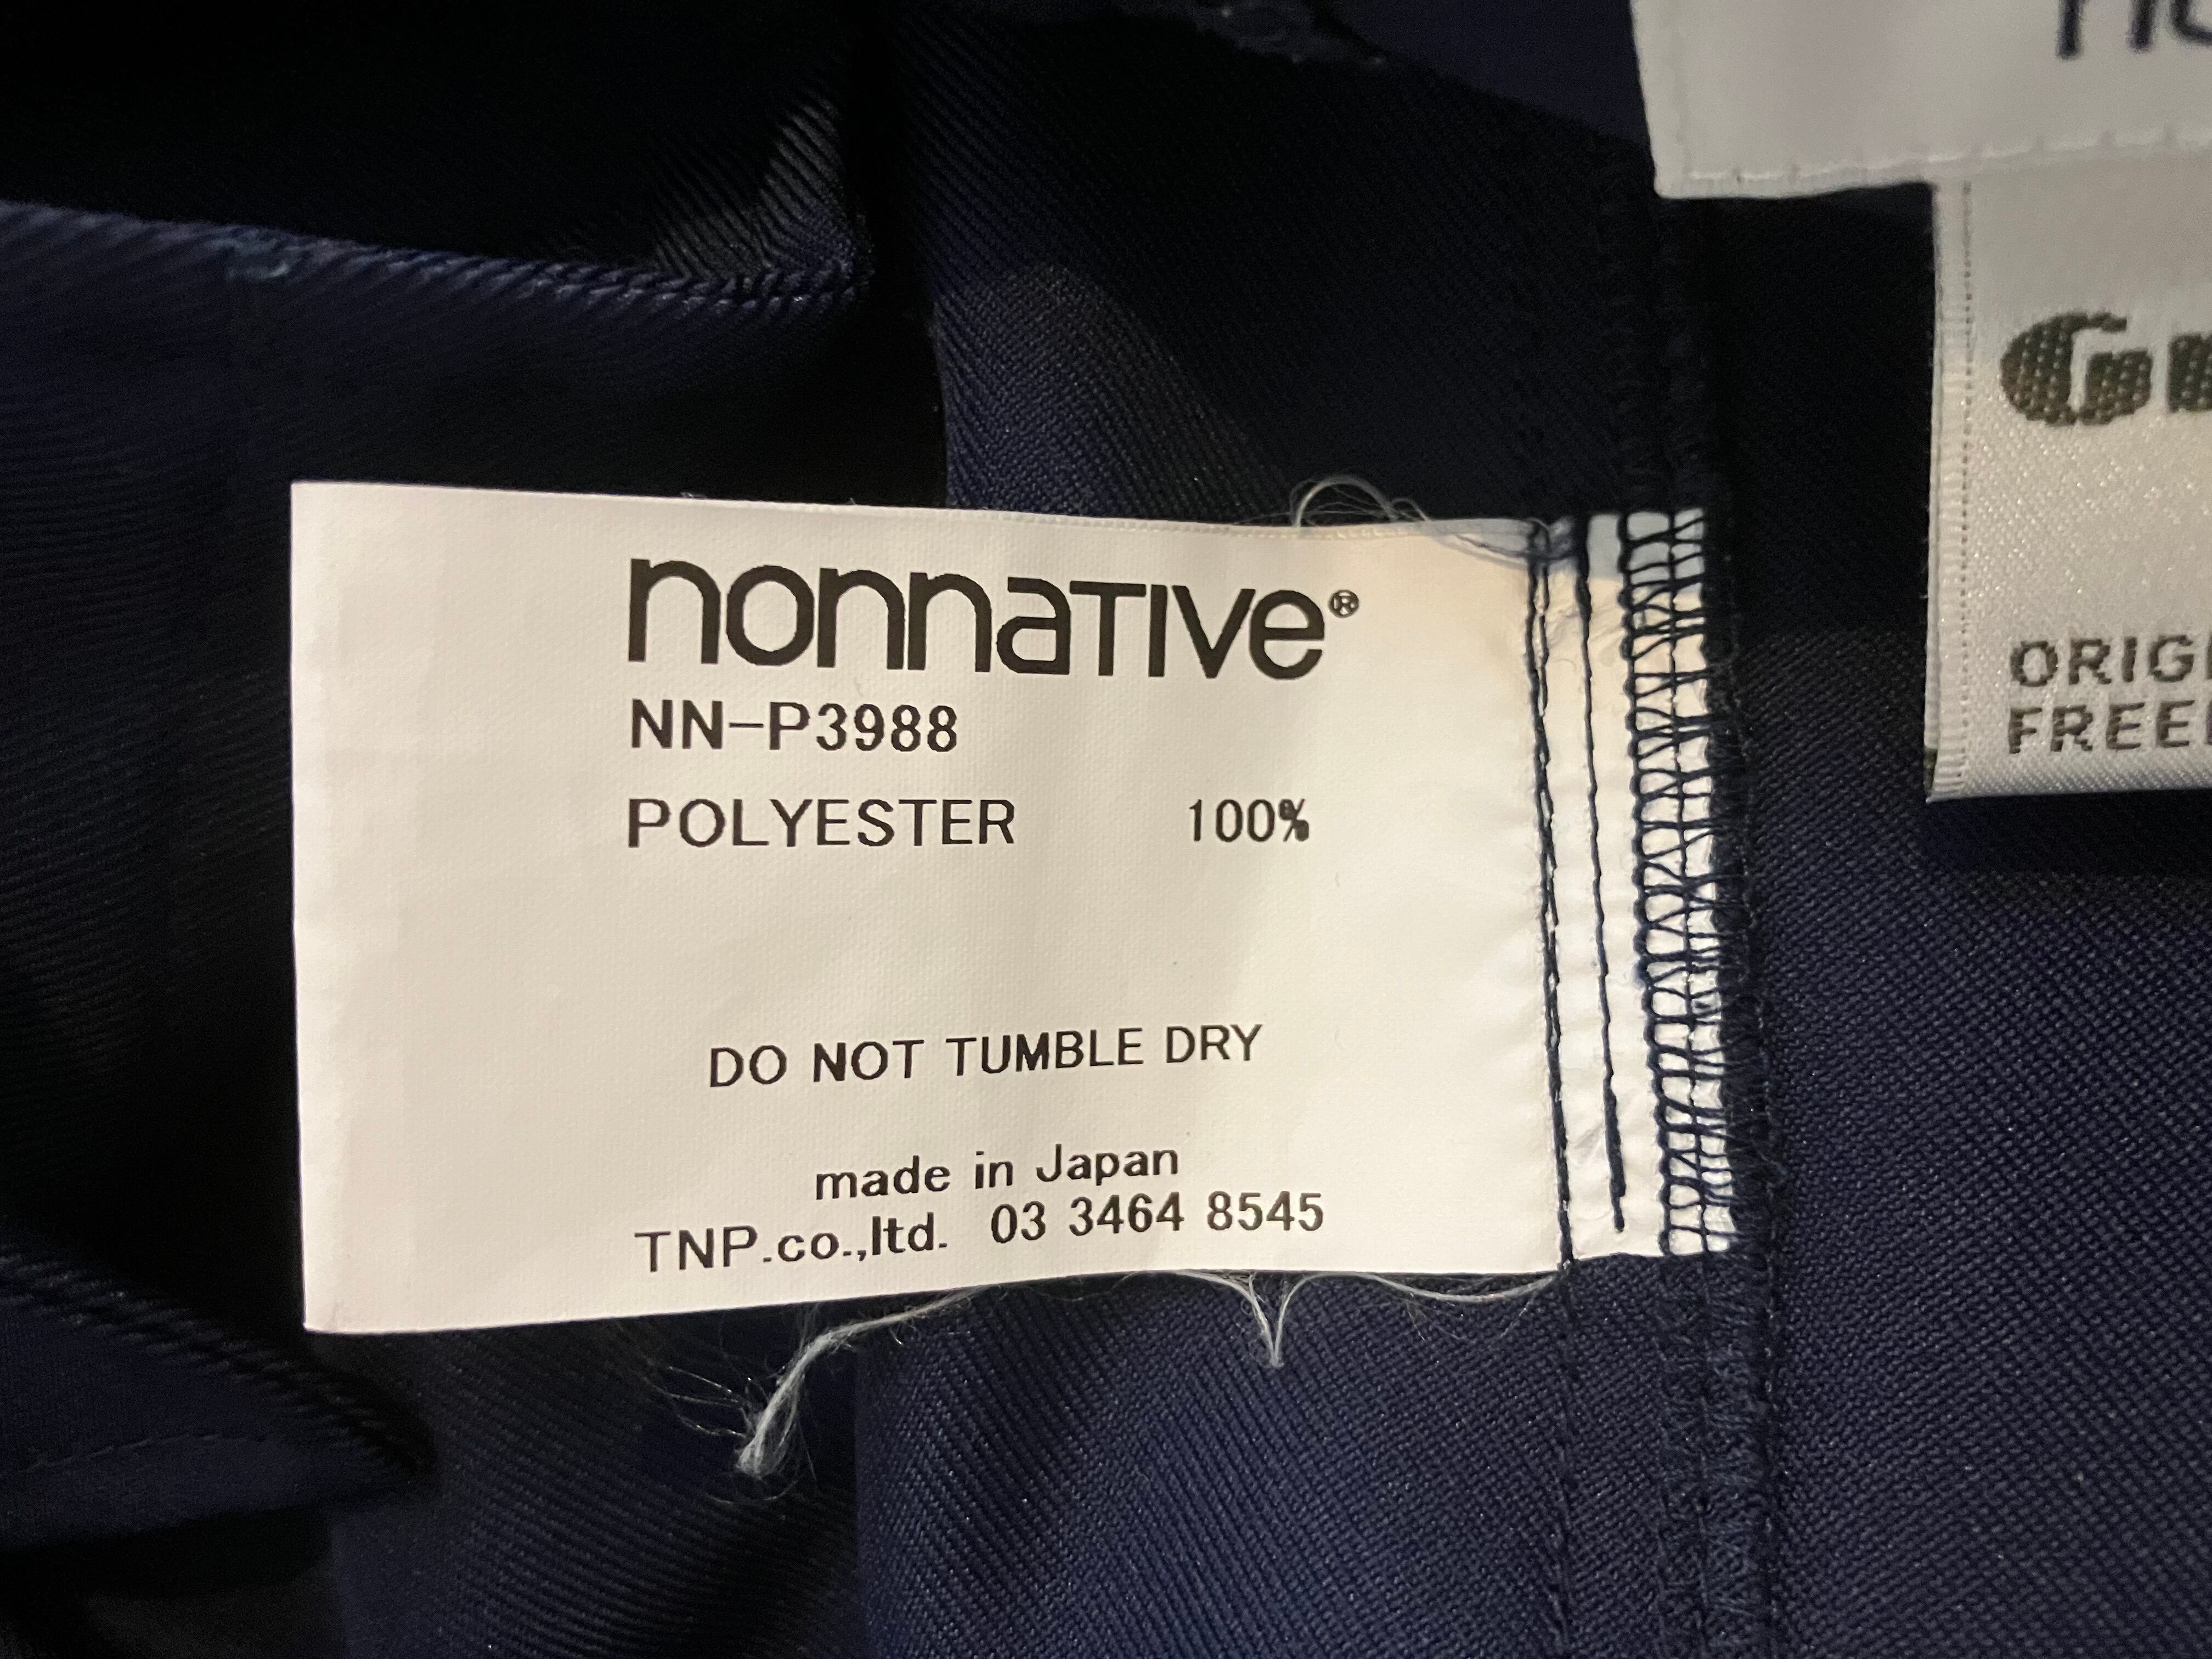 nonnative®
NN-P3988
POLYESTER 100%
DO NOT TUMBLE DRY
made in Japan
TNP.co.,ltd. 03 3464 8545